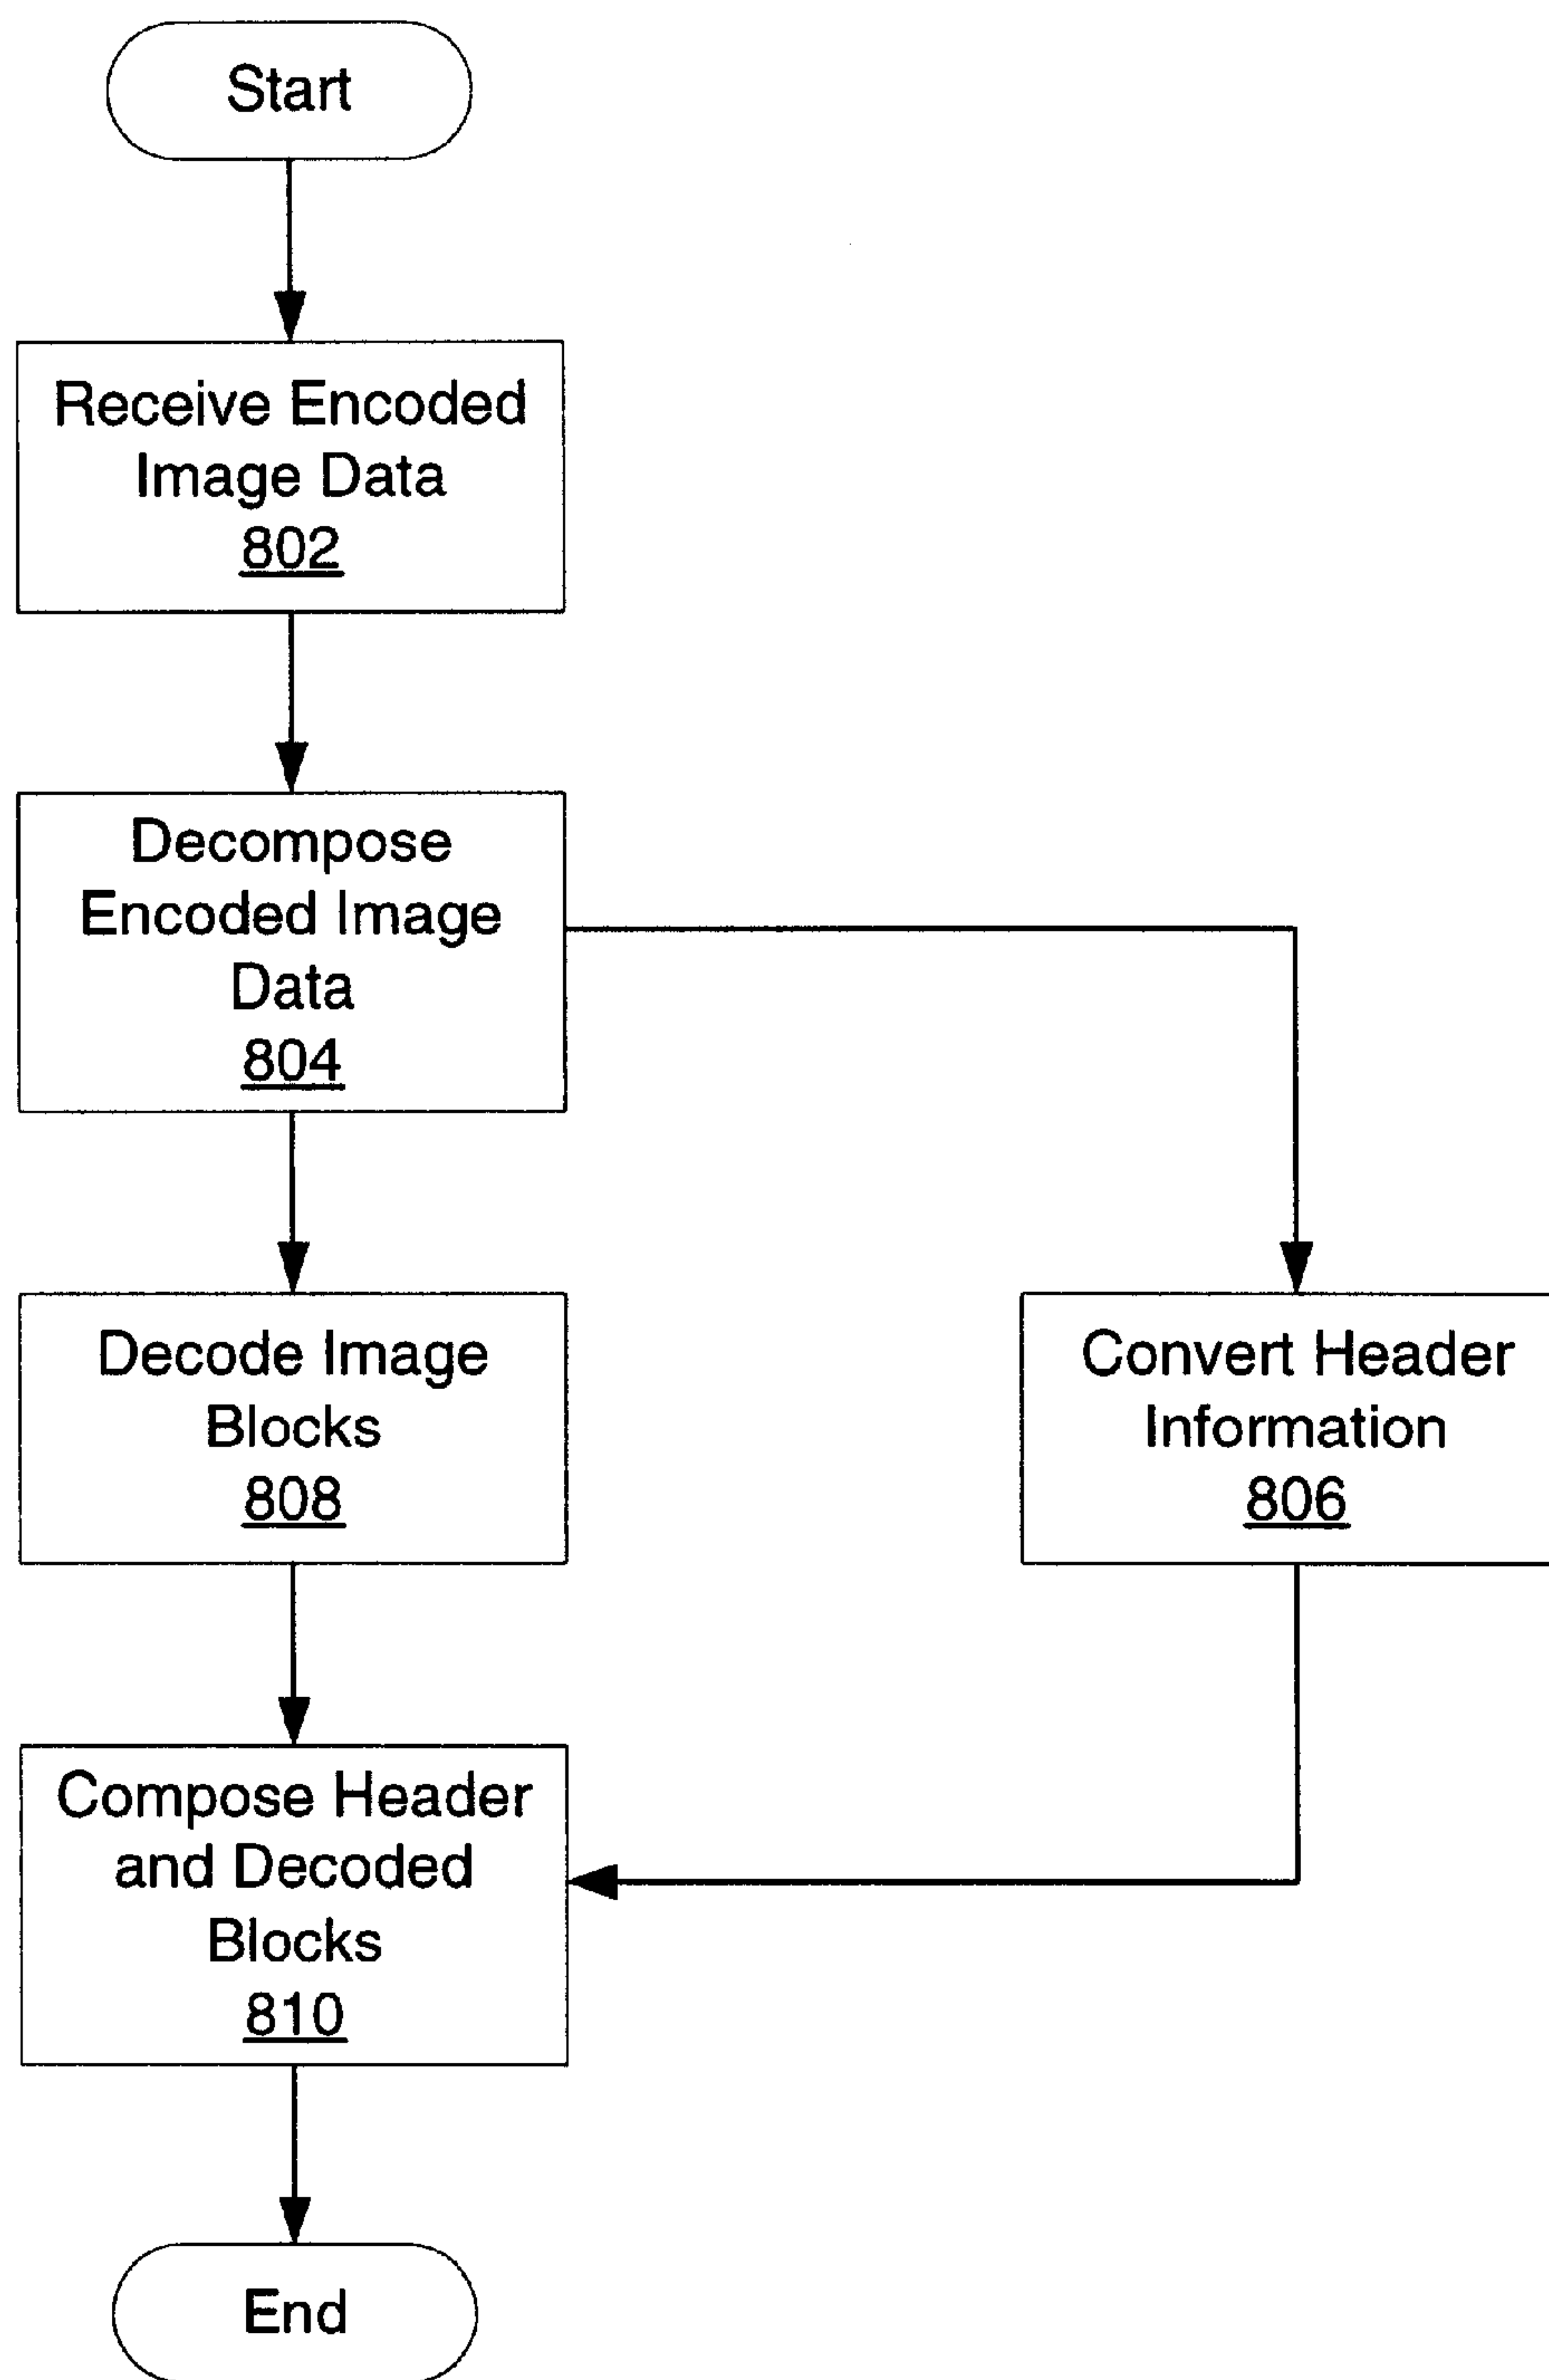 Start
Receive Encoded
Image Data
802
Decompose
Encoded Image
Data
804
Decode Image
Blocks
808
Convert Header
Information
806
Compose Header
and Decoded
Blocks
810
End